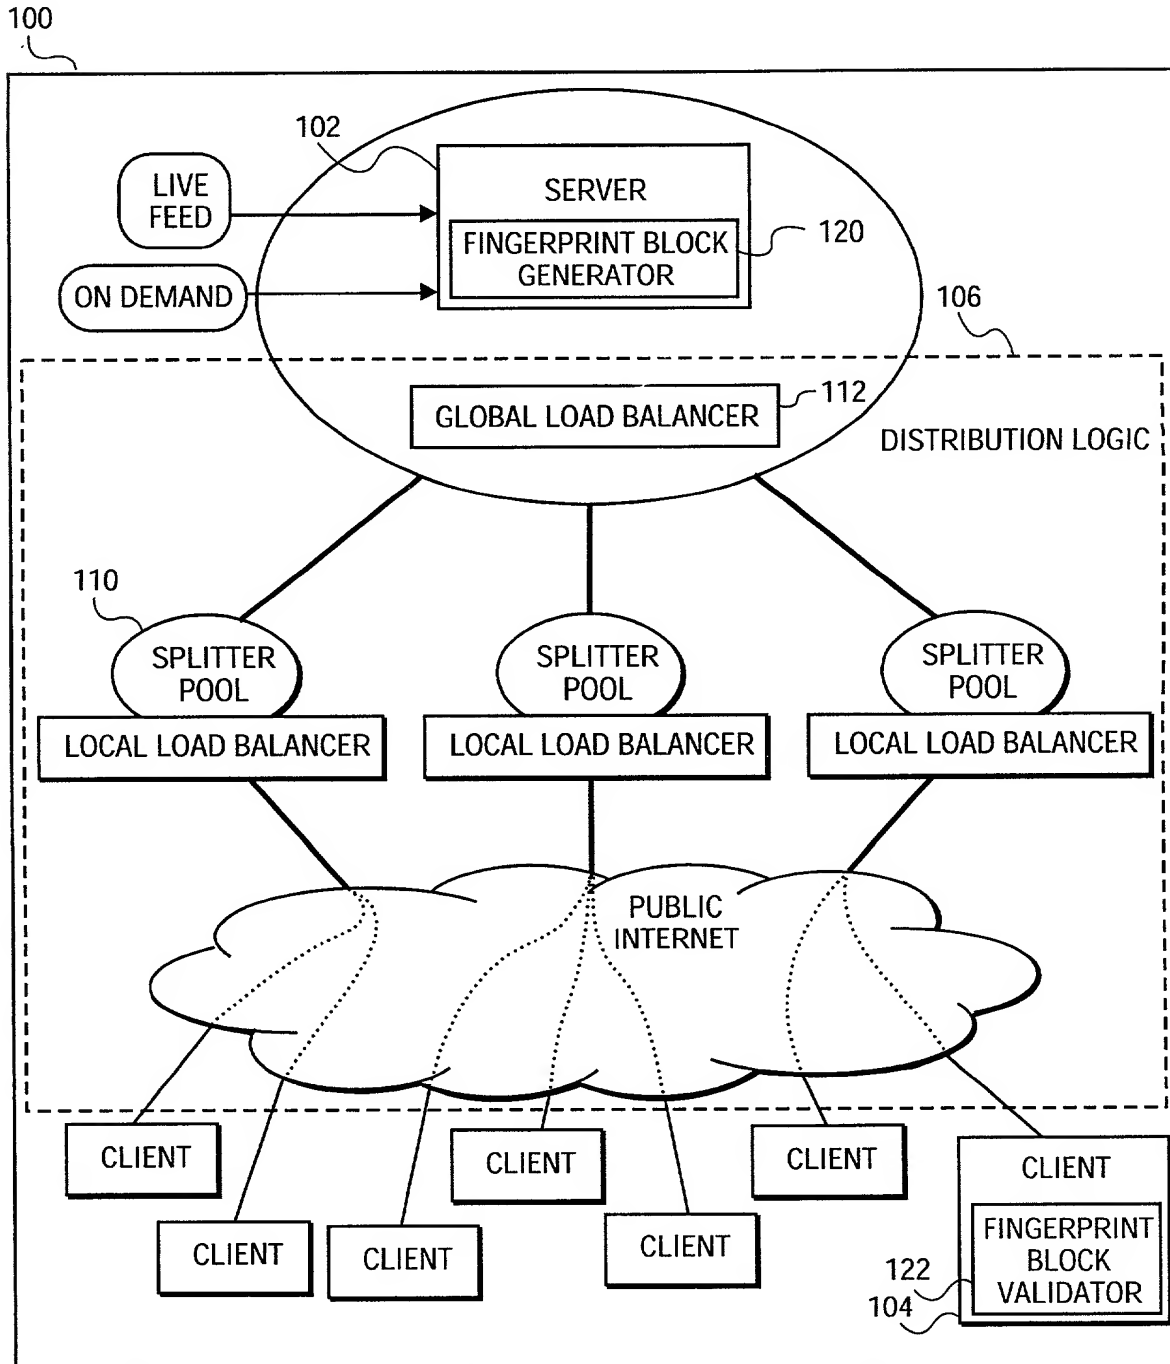 100
102
LIVE
FEED
SERVER
120
FINGERPRINT BLOCK
GENERATOR
ON DEMAND
106
112
GLOBAL LOAD BALANCER
DISTRIBUTION LOGIC
110
SPLITTER
POOL
SPLITTER
POOL
SPLITTER
POOL
LOCAL LOAD BALANCER
LOCAL LOAD BALANCER
LOCAL LOAD BALANCER
PUBLIC
INTERNET
CLIENT
CLIENT
CLIENT
CLIENT
CLIENT
CLIENT
CLIENT
FINGERPRINT
BLOCK
VALIDATOR
122
104